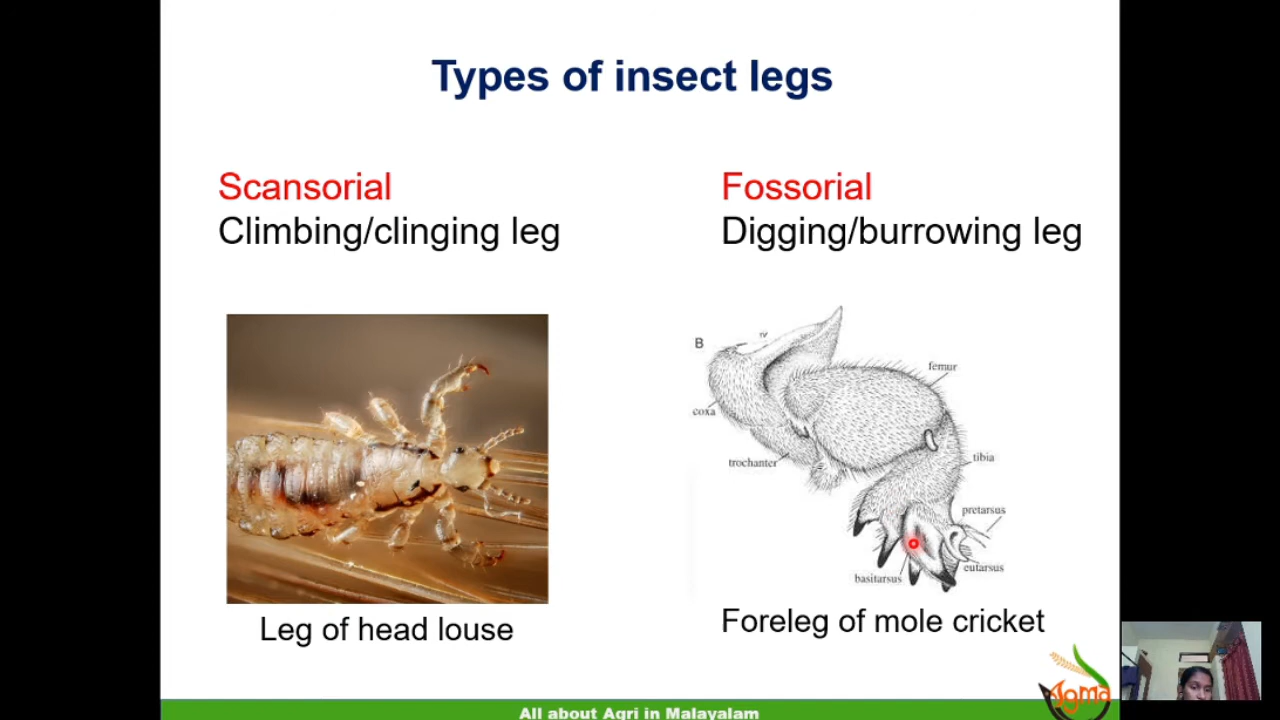 Types of insect legs
Scansorial
Climbing/clinging leg
Fossorial
Digging/burrowing leg
B
femur
coxa
trochanter
tibia
pretarsus
eutarsus
basitarsus
Leg of head louse
Foreleg of mole cricket
All about Agri in Malayalam